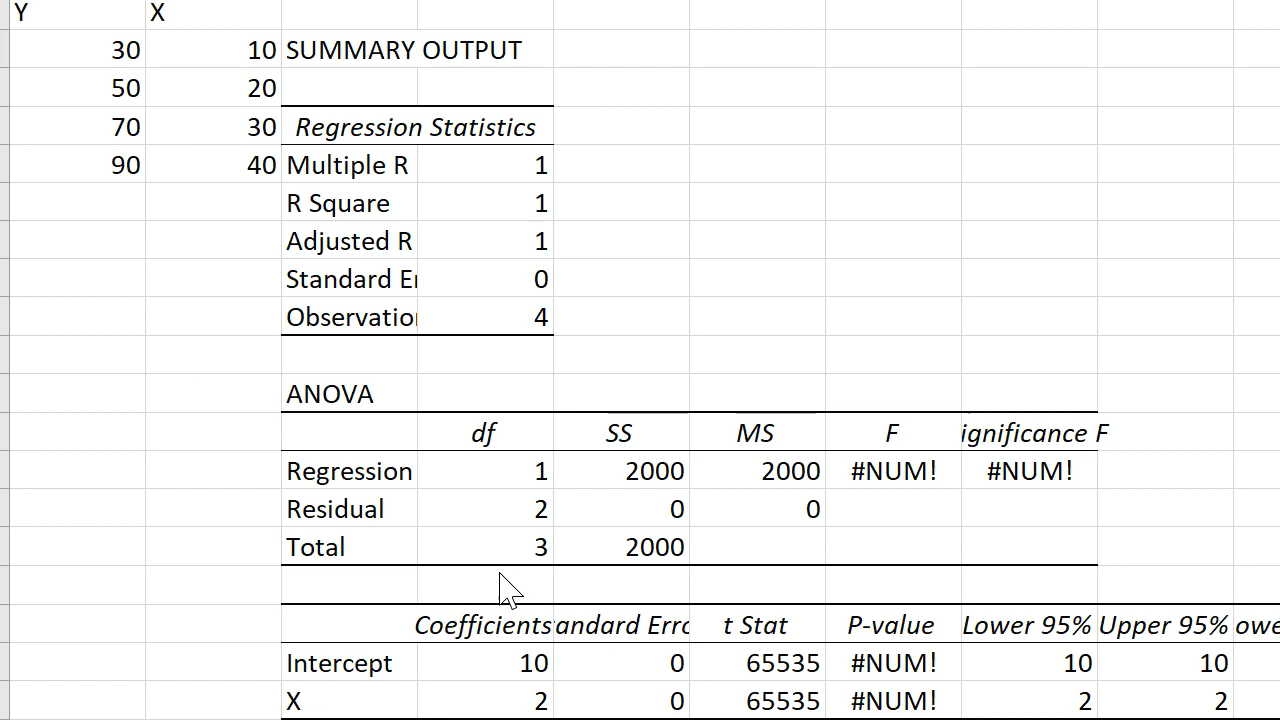 Y X
30 10 SUMMARY OUTPUT
50 20
70 30 Regression Statistics
90 40 Multiple R 1
R Square 1
Adjusted R 1
Standard Er 0
Observation 4
ANOVA
df SS MS F ignificance F
Regression 1 2000 2000 #NUM! #NUM!
Residual 2 0 0
Total 3 2000
Coefficients andard Erro t Stat P-value Lower 95% Upper 95% owe
Intercept 10 0 65535 #NUM! 10 10
X 2 0 65535 #NUM! 2 2